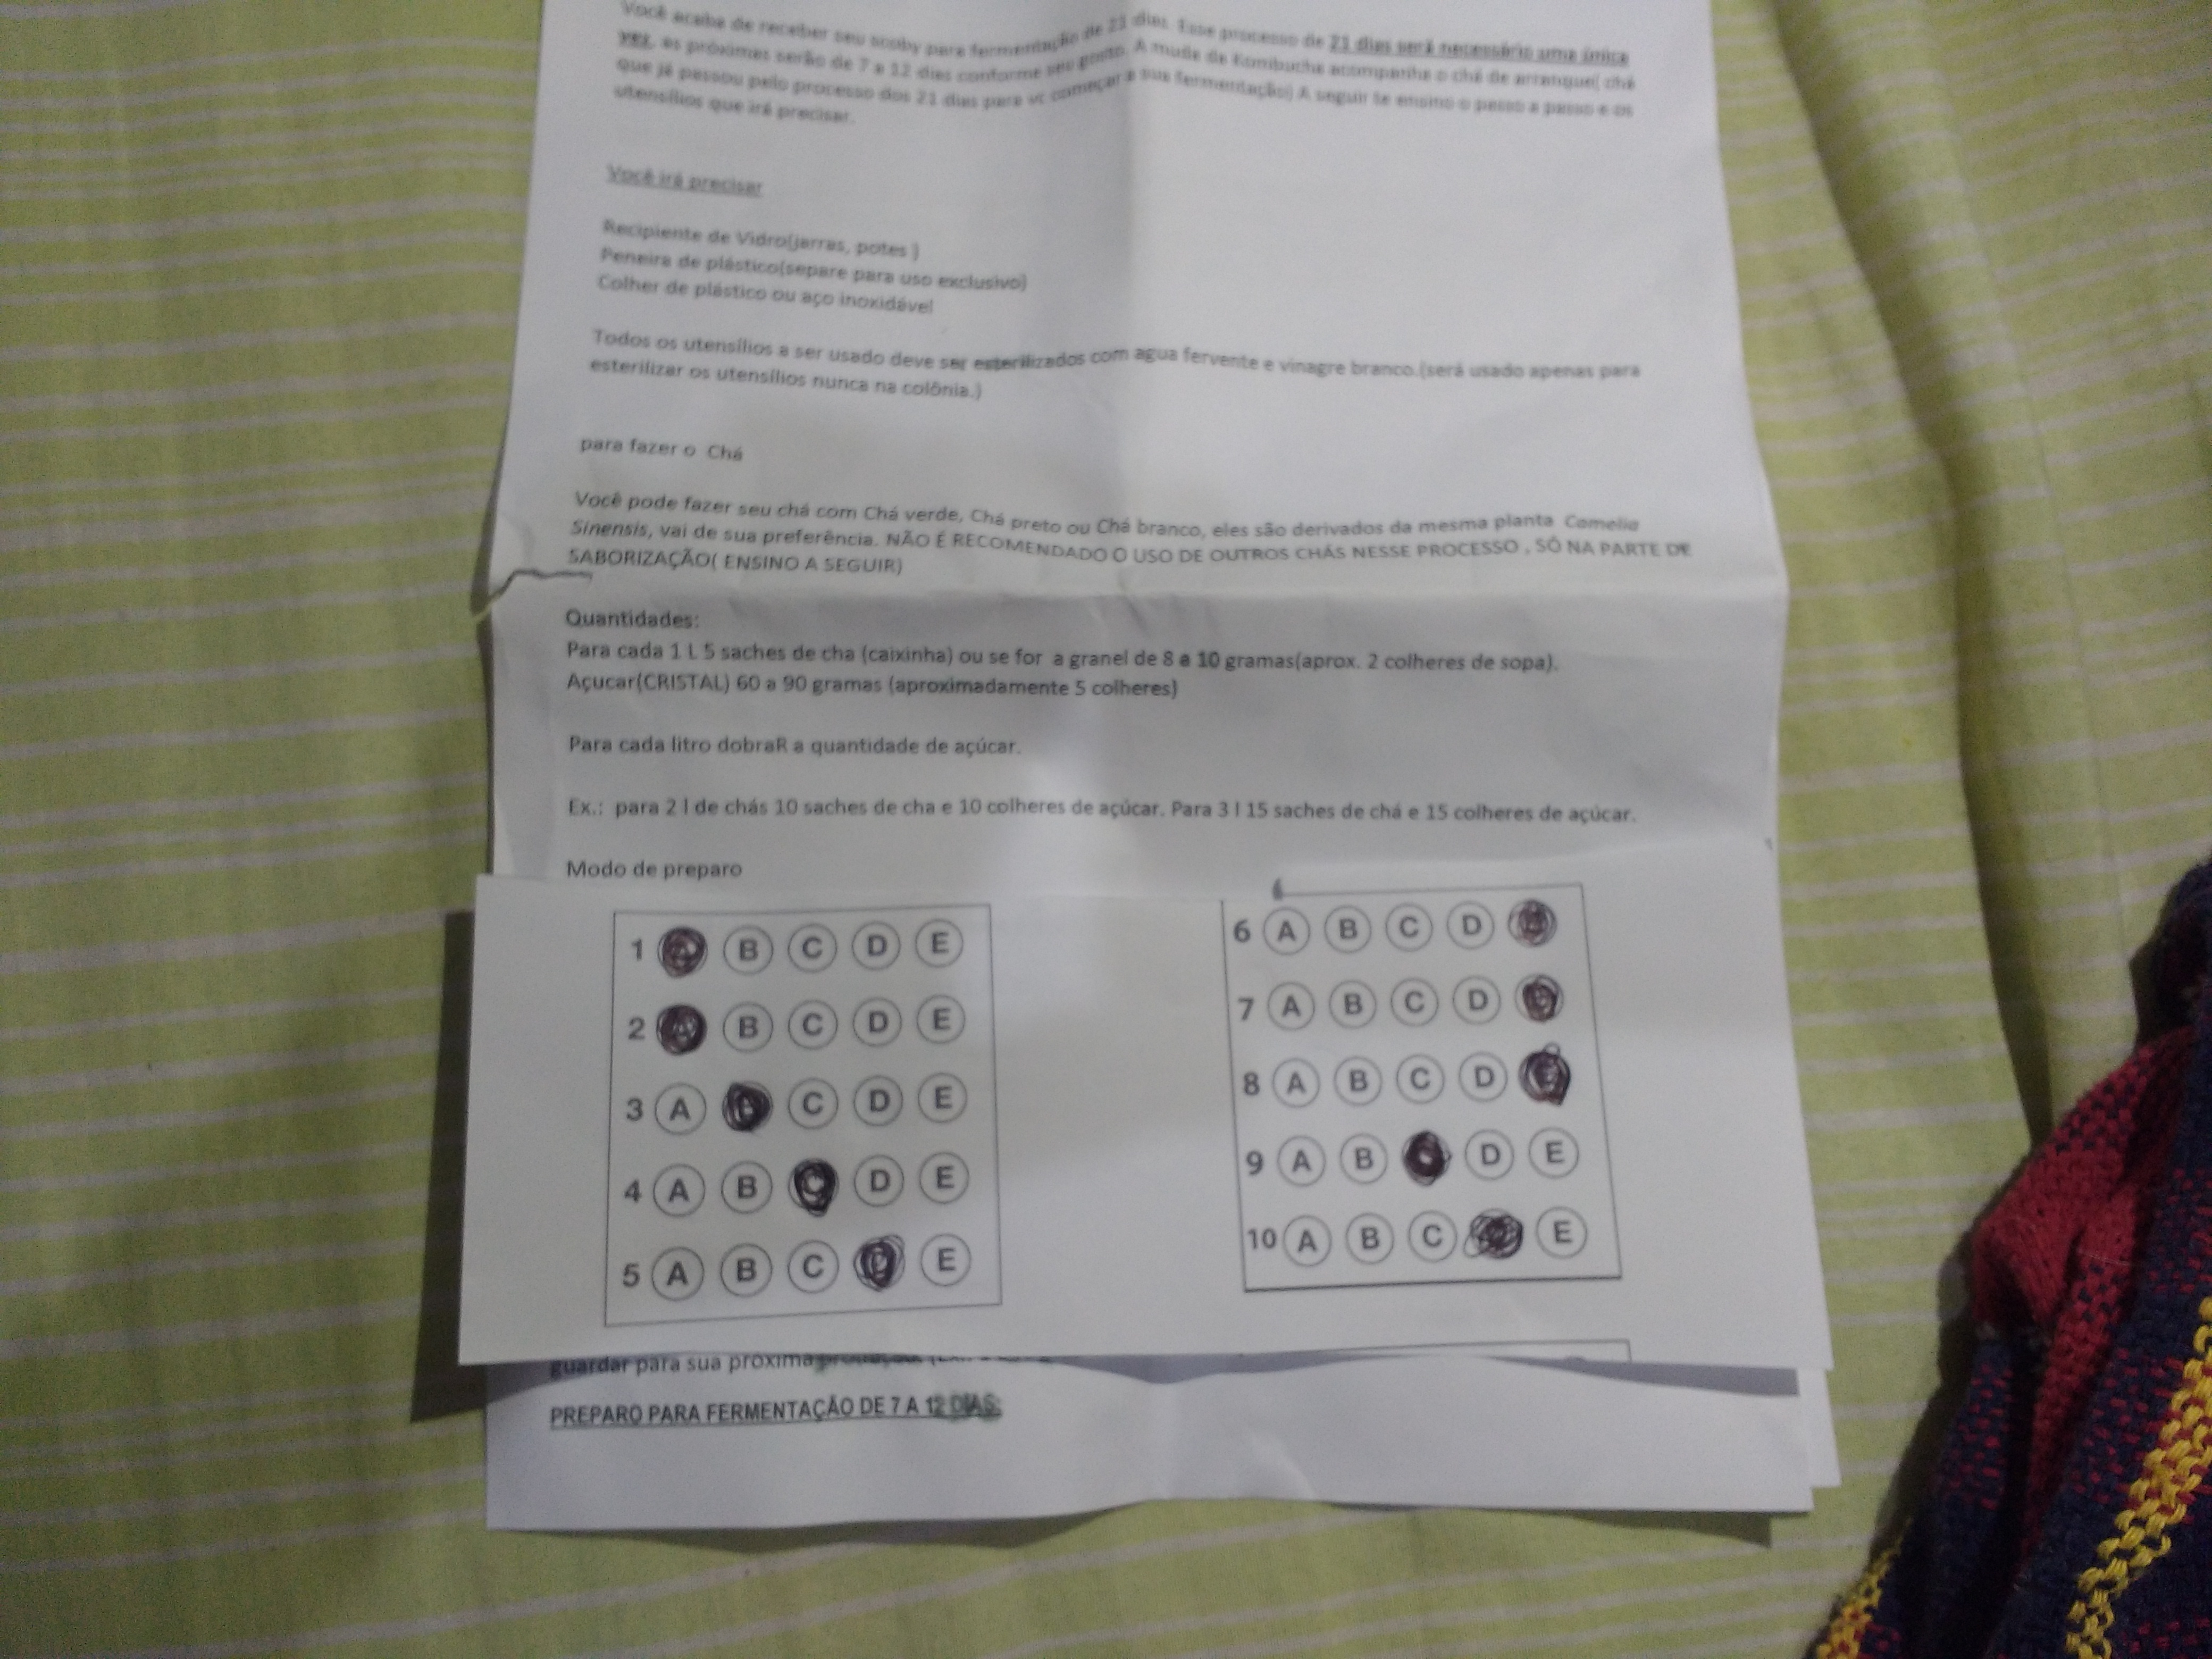 Você acaba de receber seu scoby para fermentação de 21 dias. Esse processo de 21 dias será necessário uma única
vez, as próximas serão de 7 a 12 dias conforme seu gosto. A muda de Kombucha acompanha o chá de arranque( chá
que já passou pelo processo dos 21 dias para vc começar a sua fermentação) A seguir te ensino o passo a passo e os
utensílios que irá precisar.
Você irá precisar
Recipiente de Vidro(jarras, potes )
Peneira de plástico(separe para uso exclusivo)
Colher de plástico ou aço inoxidável
Todos os utensílios a ser usado deve ser esterilizados com agua fervente e vinagre branco.(será usado apenas para
esterilizar os utensílios nunca na colônia.)
para fazer o Chá
Você pode fazer seu chá com Chá verde, Chá preto ou Chá branco, eles são derivados da mesma planta Camelia
Sinensis, vai de sua preferência. NÃO É RECOMENDADO O USO DE OUTROS CHÁS NESSE PROCESSO , SÓ NA PARTE DE
SABORIZAÇÃO( ENSINO A SEGUIR)
Quantidades:
Para cada 1 L 5 saches de cha (caixinha) ou se for a granel de 8 a 10 gramas(aprox. 2 colheres de sopa).
Açucar(CRISTAL) 60 a 90 gramas (aproximadamente 5 colheres)
Para cada litro dobraR a quantidade de açúcar.
Ex.: para 2 l de chás 10 saches de cha e 10 colheres de açúcar. Para 3 l 15 saches de chá e 15 colheres de açúcar.
Modo de preparo
1 A B C D E
2 A B C D E
3 A C D E
4 A B C D E
5 A B C D E
6 A B C D
7 A B C D
8 A B C D E
9 A B D E
10 A B C E
guardar para sua próxima
PREPARO PARA FERMENTAÇÃO DE 7 A 12 DIAS: